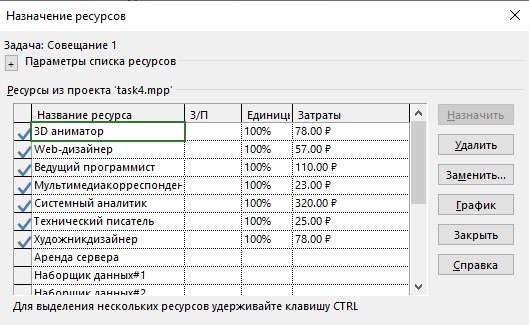 Назначение ресурсов
Задача: Совещание 1
+ Параметры списка ресурсов
Ресурсы из проекта 'task4.mpp'
Название ресурса З/П Единицы Затраты
3D аниматор 100% 78.00 ₽
Web-дизайнер 100% 57.00 ₽
Ведущий программист 100% 110.00 ₽
Мультимедиакорреспонден 100% 23.00 ₽
Системный аналитик 100% 320.00 ₽
Технический писатель 100% 25.00 ₽
Художникдизайнер 100% 78.00 ₽
Аренда сервера
Наборщик данных#1
Наборщик данных#2
Назначить
Удалить
Заменить...
График
Закрыть
Справка
Для выделения нескольких ресурсов удерживайте клавишу CTRL